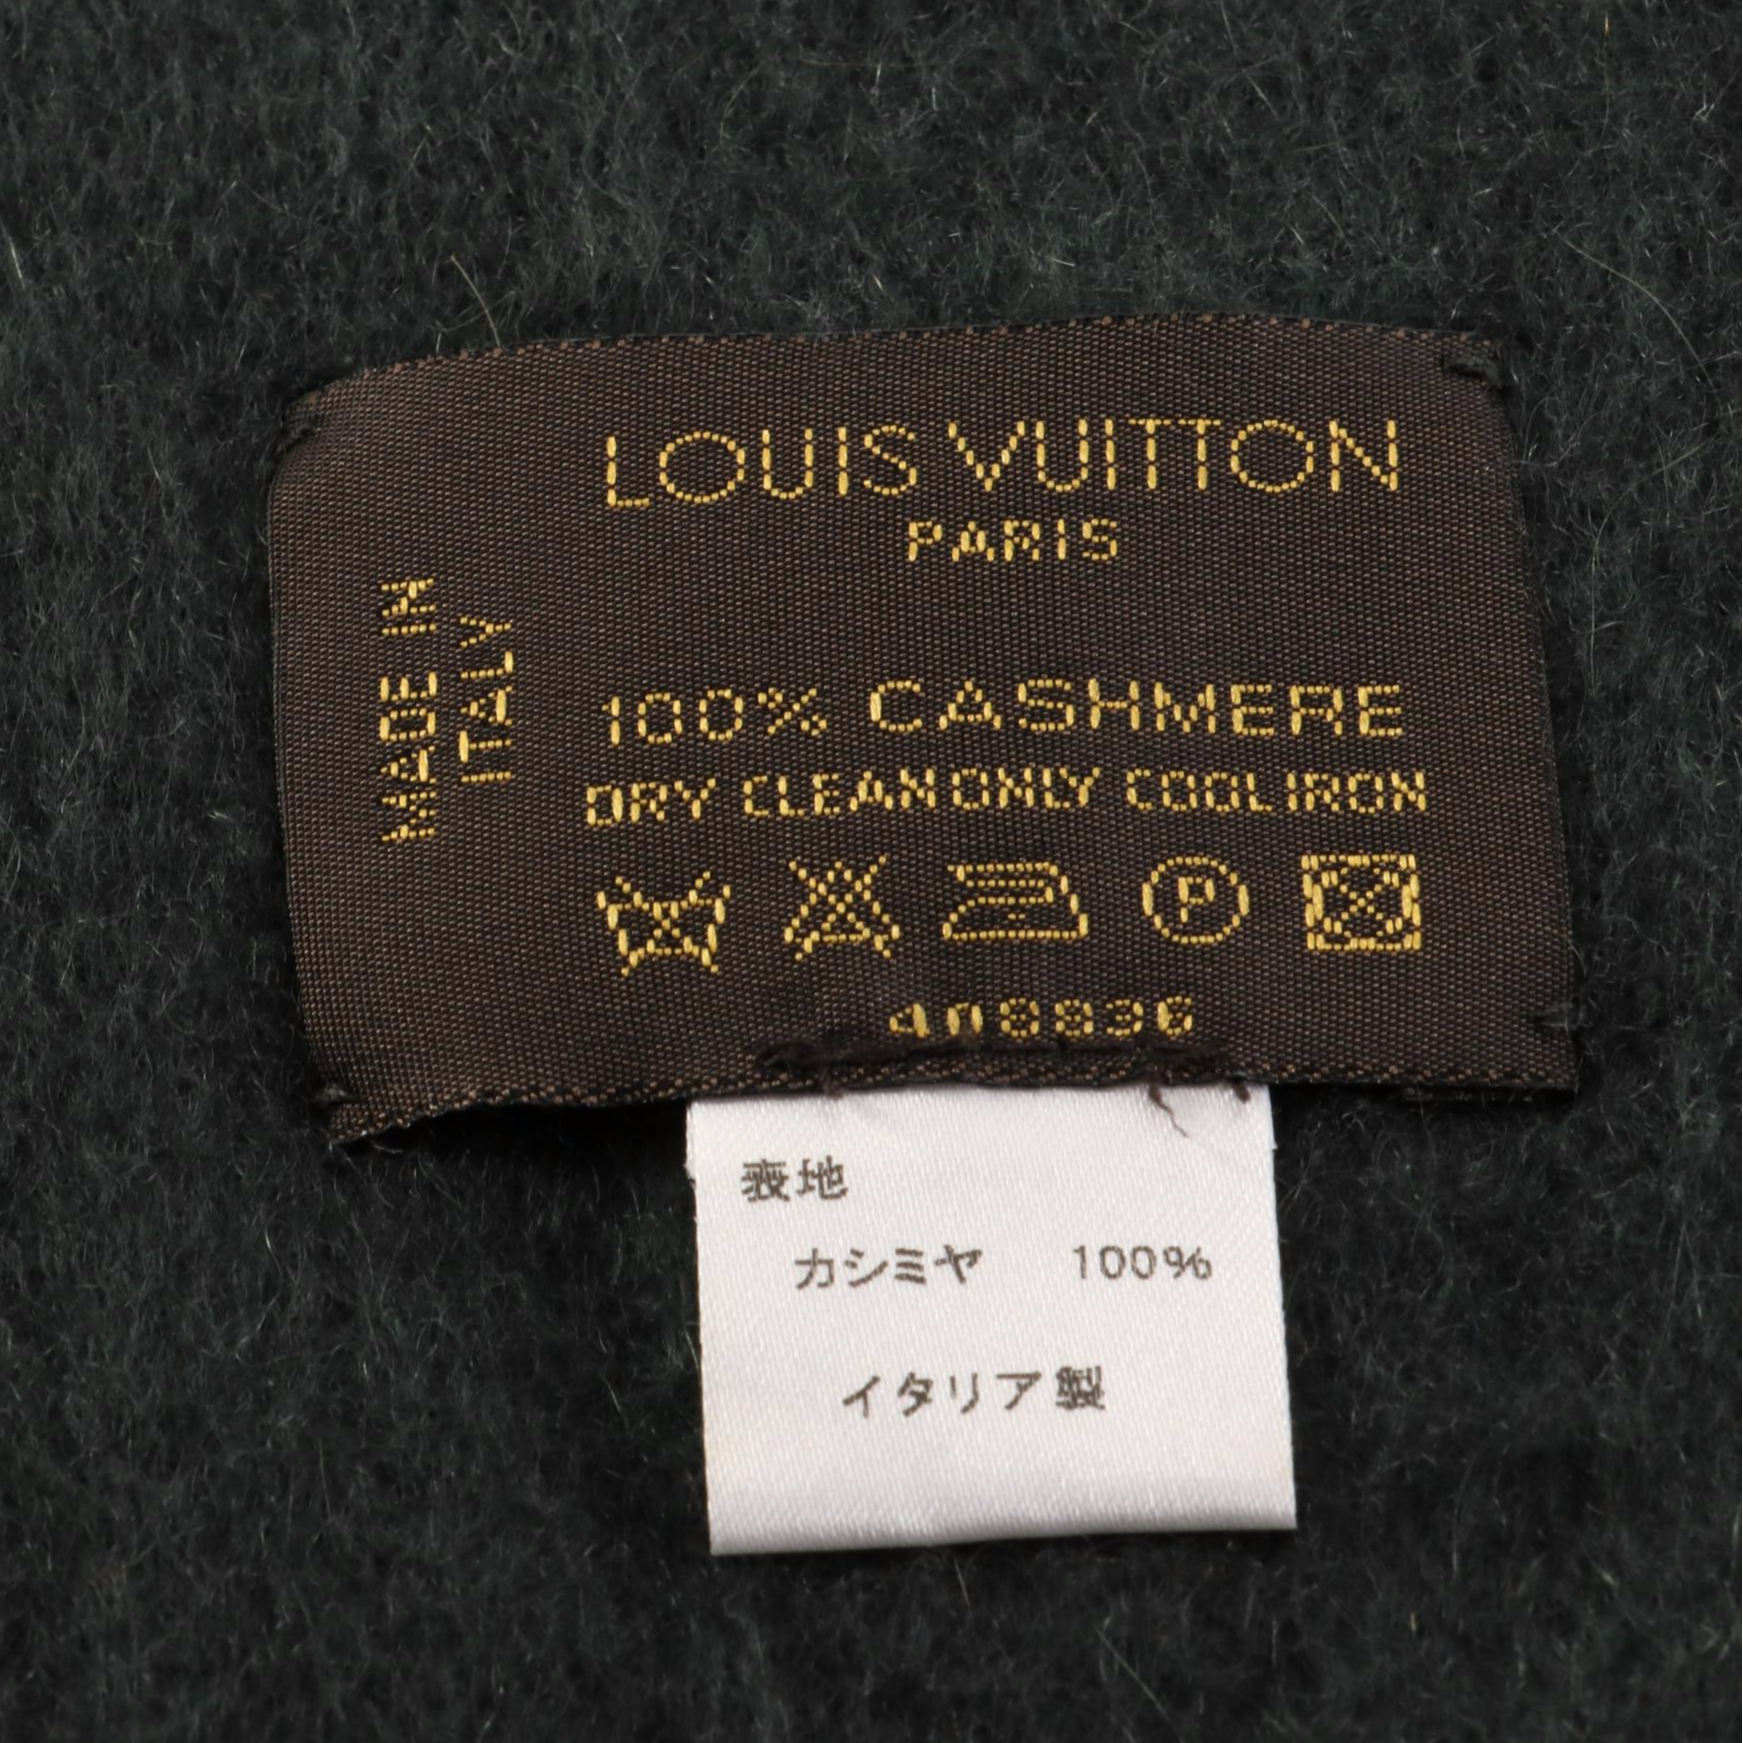 LOUIS VUITTON
PARIS
MADE IN
ITALY
100% CASHMERE
DRY CLEAN ONLY COOL IRON
P
表地
カシミヤ 100%
イタリア製